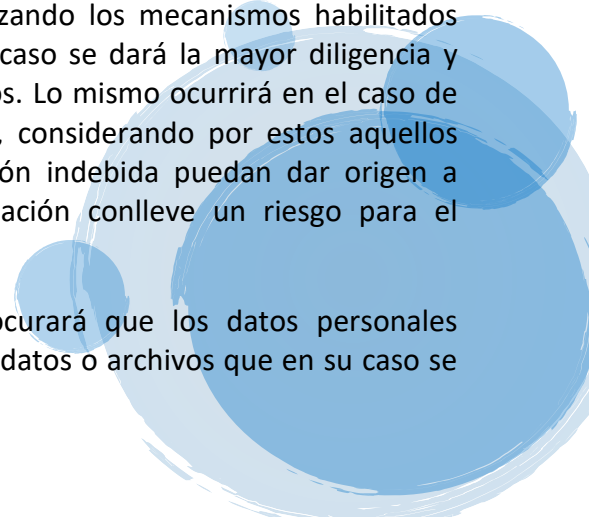 zando los mecanismos habilitados
caso se dará la mayor diligencia y
os. Lo mismo ocurrirá en el caso de
, considerando por estos aquellos
ón indebida puedan dar origen a
ación conlleve un riesgo para el
ocurará que los datos personales
datos o archivos que en su caso se